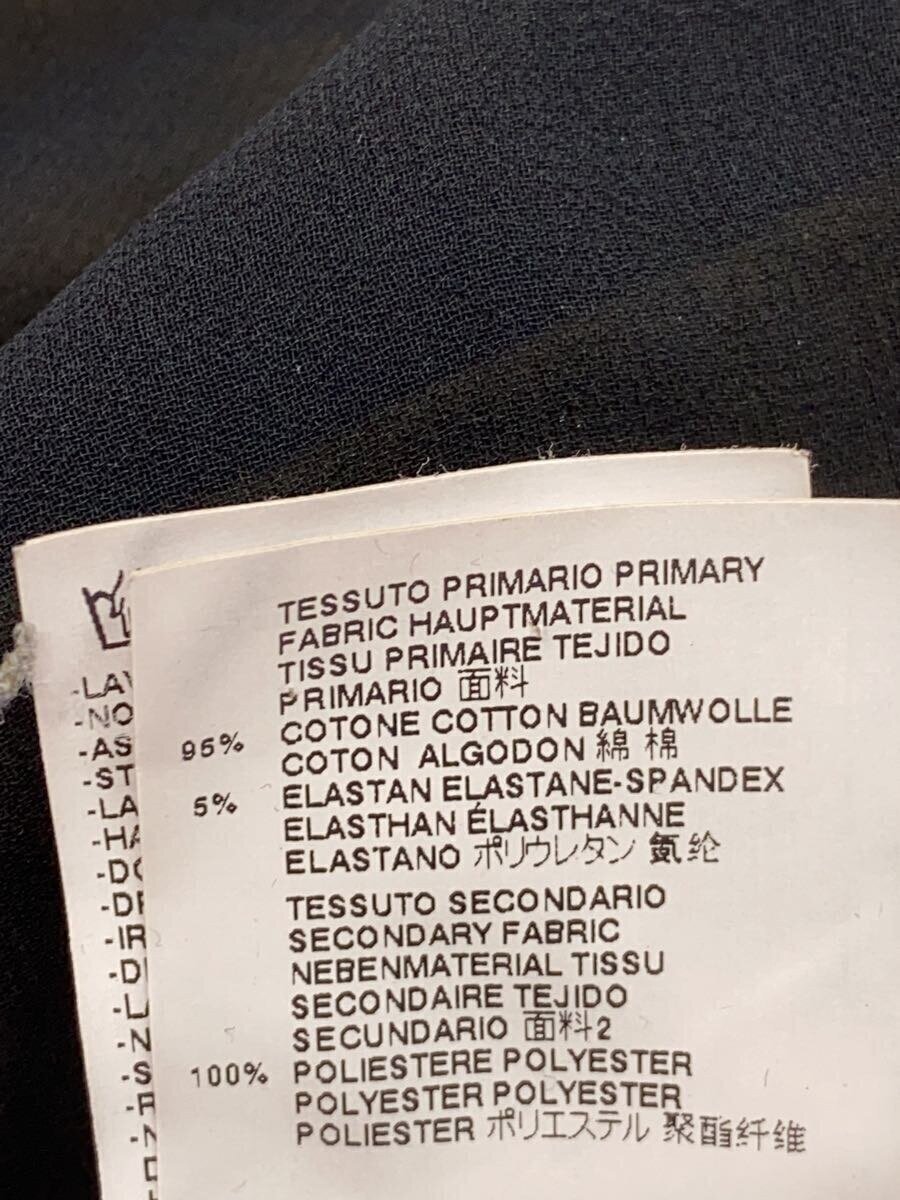 TESSUTO PRIMARIO PRIMARY
FABRIC HAUPTMATERIAL
TISSU PRIMAIRE TEJIDO
PRIMARIO 面料
95% COTONE COTTON BAUMWOLLE
COTON ALGODON 綿 棉
5% ELASTAN ELASTANE-SPANDEX
ELASTHAN ÉLASTHANNE
ELASTANO ポリウレタン 氨纶
TESSUTO SECONDARIO
SECONDARY FABRIC
NEBENMATERIAL TISSU
SECONDAIRE TEJIDO
SECUNDARIO 面料2
100% POLIESTERE POLYESTER
POLYESTER POLYESTER
POLIESTER ポリエステル 聚酯纤维